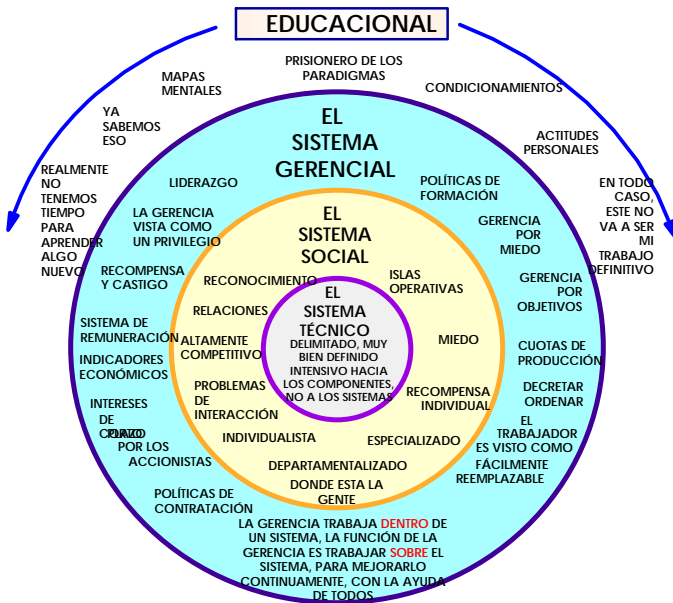 EDUCACIONAL
PRISIONERO DE LOS
PARADIGMAS
MAPAS
MENTALES
CONDICIONAMIENTOS
YA
SABEMOS
ESO
ACTITUDES
PERSONALES
REALMENTE
NO
TENEMOS
TIEMPO
PARA
APRENDER
ALGO
NUEVO
EN TODO
CASO,
ESTE NO
VA A SER
MI
TRABAJO
DEFINITIVO
EL
SISTEMA
GERENCIAL
LIDERAZGO
LA GERENCIA
VISTA COMO
UN PRIVILEGIO
RECOMPENSA
Y CASTIGO
SISTEMA DE
REMUNERACIÓN
INDICADORES
ECONÓMICOS
INTERESES
DE
CORTO
PLAZO
POR LOS
ACCIONISTAS
POLÍTICAS DE
CONTRATACIÓN
POLÍTICAS DE
FORMACIÓN
GERENCIA
POR
MIEDO
GERENCIA
POR
OBJETIVOS
CUOTAS DE
PRODUCCIÓN
DECRETAR
ORDENAR
EL
TRABAJADOR
ES VISTO COMO
FÁCILMENTE
REEMPLAZABLE
LA GERENCIA TRABAJA DENTRO DE
UN SISTEMA, LA FUNCIÓN DE LA
GERENCIA ES TRABAJAR SOBRE EL
SISTEMA, PARA MEJORARLO
CONTINUAMENTE, CON LA AYUDA
DE TODOS
EL
SISTEMA
SOCIAL
RECONOCIMIENTO
RELACIONES
ALTAMENTE
COMPETITIVO
PROBLEMAS
DE
INTERACCIÓN
INDIVIDUALISTA
ISLAS
OPERATIVAS
MIEDO
RECOMPENSA
INDIVIDUAL
ESPECIALIZADO
DEPARTAMENTALIZADO
DONDE ESTA LA
GENTE
EL
SISTEMA
TÉCNICO
DELIMITADO, MUY
BIEN DEFINIDO
INTENSIVO HACIA
LOS COMPONENTES,
NO A LOS SISTEMAS